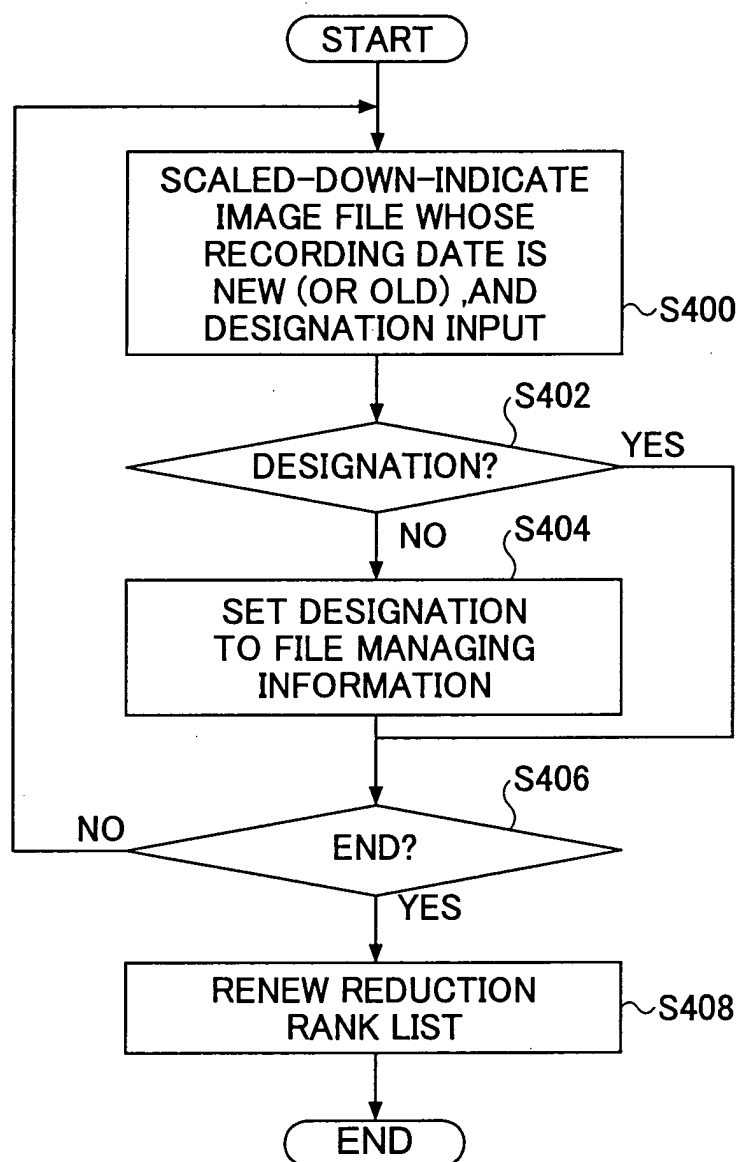 START
SCALED-DOWN-INDICATE
IMAGE FILE WHOSE
RECORDING DATE IS
NEW (OR OLD) ,AND
DESIGNATION INPUT
S400
S402
DESIGNATION?
YES
NO
S404
SET DESIGNATION
TO FILE MANAGING
INFORMATION
S406
NO
END?
YES
RENEW REDUCTION
RANK LIST
S408
END